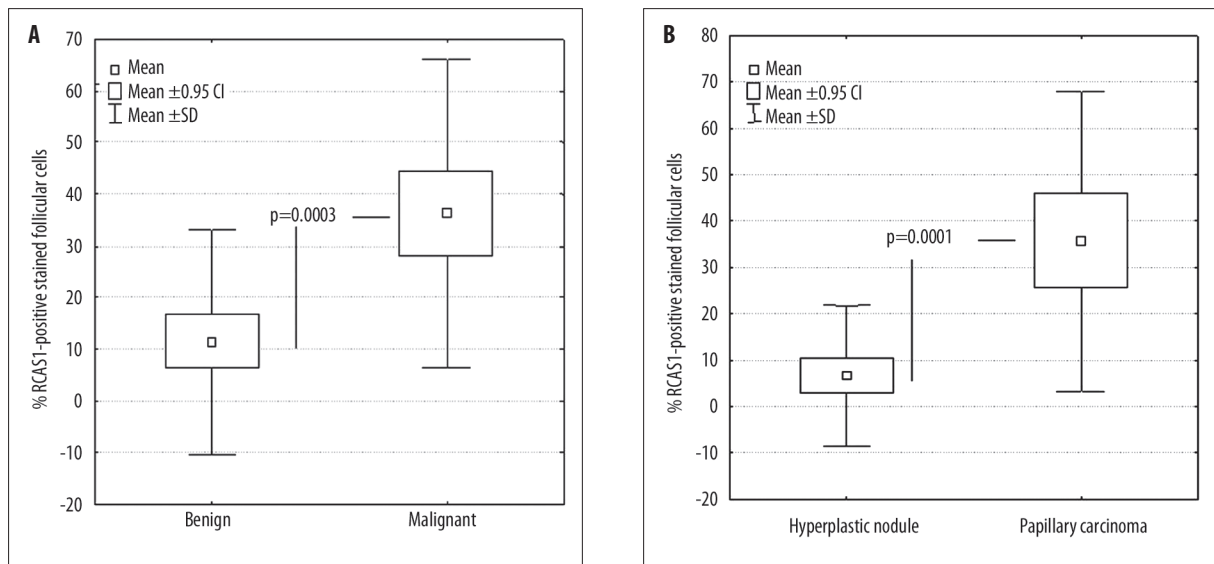 A
70
60
50
40
30
20
10
0
-10
-20
% RCAS1-positive stained follicular cells
Mean
Mean ±0.95 CI
Mean ±SD
p=0.0003
Benign
Malignant
B
80
70
60
50
40
30
20
10
0
-10
-20
% RCAS1-positive stained follicular cells
Mean
Mean ±0.95 CI
Mean ±SD
p=0.0001
Hyperplastic nodule
Papillary carcinoma